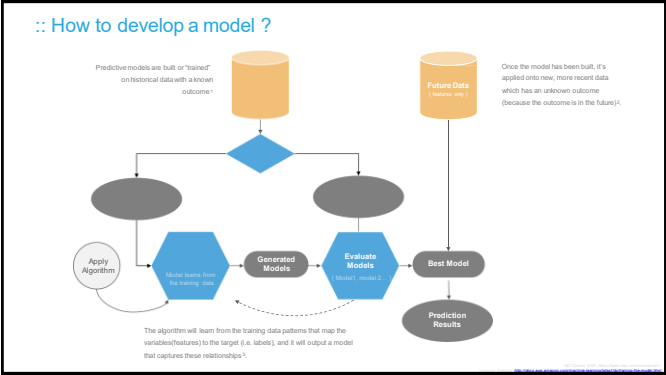 :: How to develop a model ?
Predictive models are built or "trained"
on historical data with a known
outcome¹
Future Data
( features only )
Once the model has been built, it's
applied onto new, more recent data
which has an unknown outcome
(because the outcome is in the future)².
Apply
Algorithm
Model learns from
the training data
Generated
Models
Evaluate
Models
( Model1, model 2... )
Best Model
Prediction
Results
The algorithm will learn from the training data patterns that map the
variables(features) to the target (i.e. labels), and it will output a model
that captures these relationships ³.